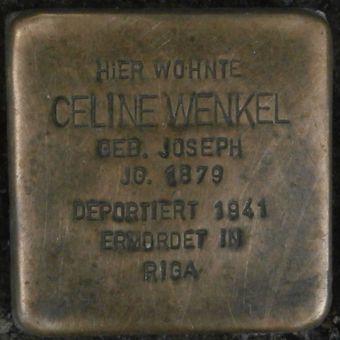 HIER WOHNTE
CELINE WENKEL
GEB. JOSEPH
JG. 1879
DEPORTIERT 1941
ERMORDET IN
RIGA